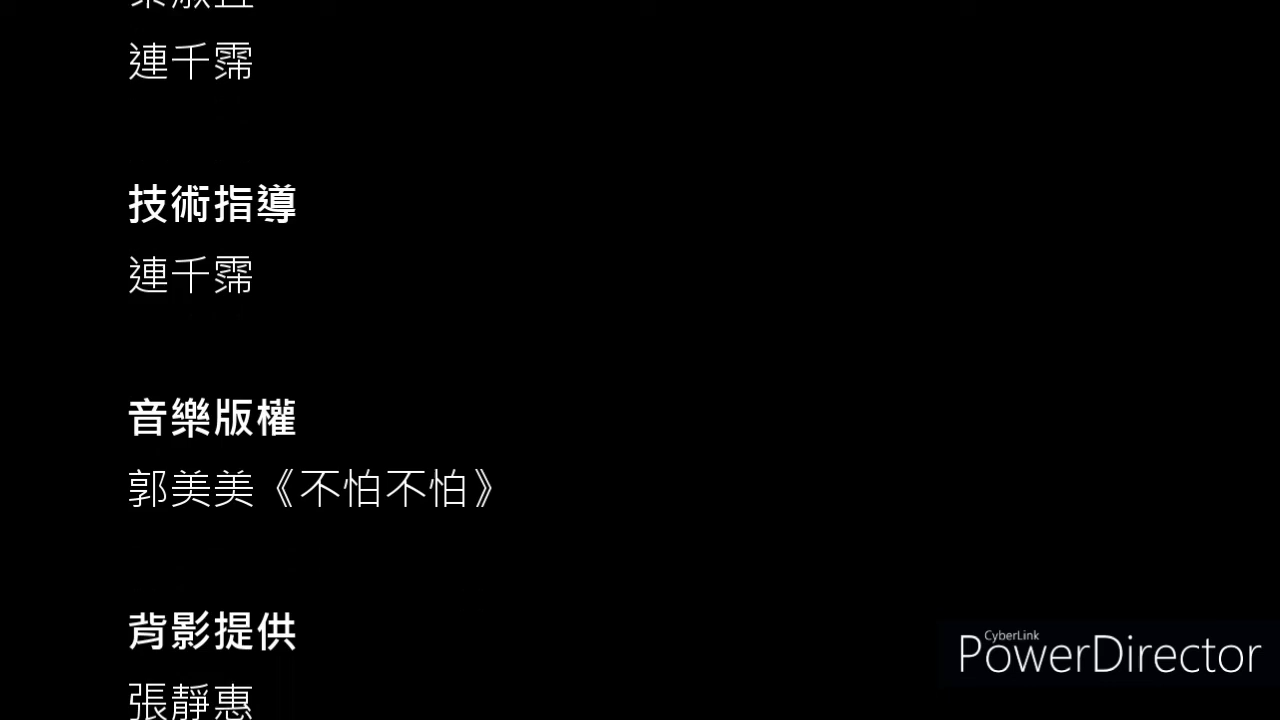 連千霈
技術指導
連千霈
音樂版權
郭美美《不怕不怕》
背影提供
張靜惠
CyberLink
PowerDirector